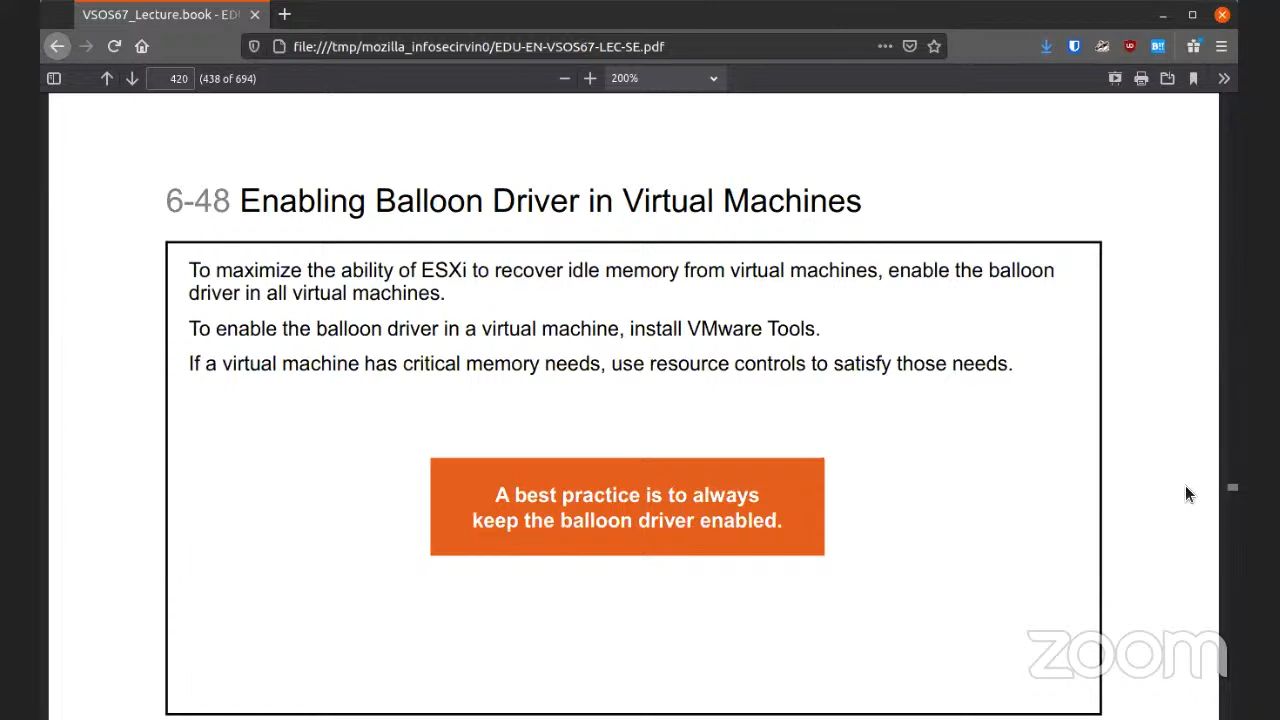 VSOS67_Lecture.book - EDU
file:///tmp/mozilla_infosecirvin0/EDU-EN-VSOS67-LEC-SE.pdf
420 (438 of 694) 200%
6-48 Enabling Balloon Driver in Virtual Machines
To maximize the ability of ESXi to recover idle memory from virtual machines, enable the balloon
driver in all virtual machines.
To enable the balloon driver in a virtual machine, install VMware Tools.
If a virtual machine has critical memory needs, use resource controls to satisfy those needs.
A best practice is to always
keep the balloon driver enabled.
zoom